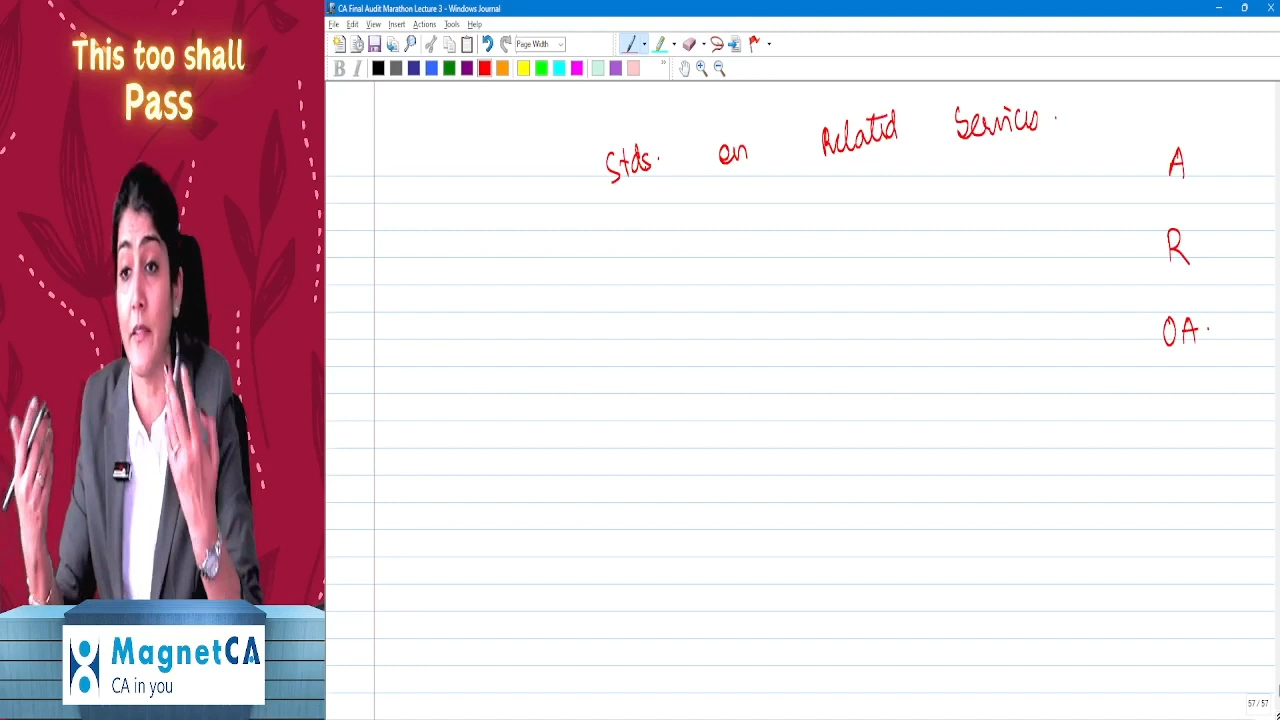 CA Final Audit Marathon Lecture 3 - Windows Journal
File Edit View Insert Actions Tools Help
Page Width
B I
This too shall
Pass
Stds. on Related Services.
A
R
OA.
MagnetCA
CA in you
57 / 57